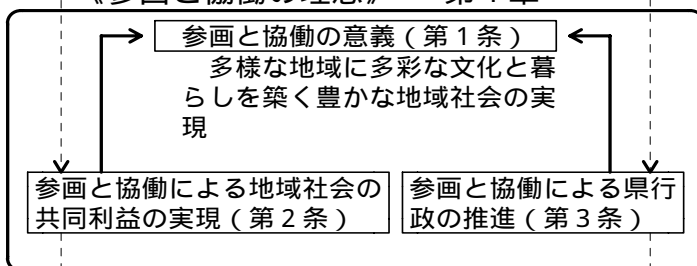 参画と協働の意義（第１条）
多様な地域に多彩な文化と暮
らしを築く豊かな地域社会の実
現
参画と協働による地域社会の
共同利益の実現（第２条）
参画と協働による県行
政の推進（第３条）